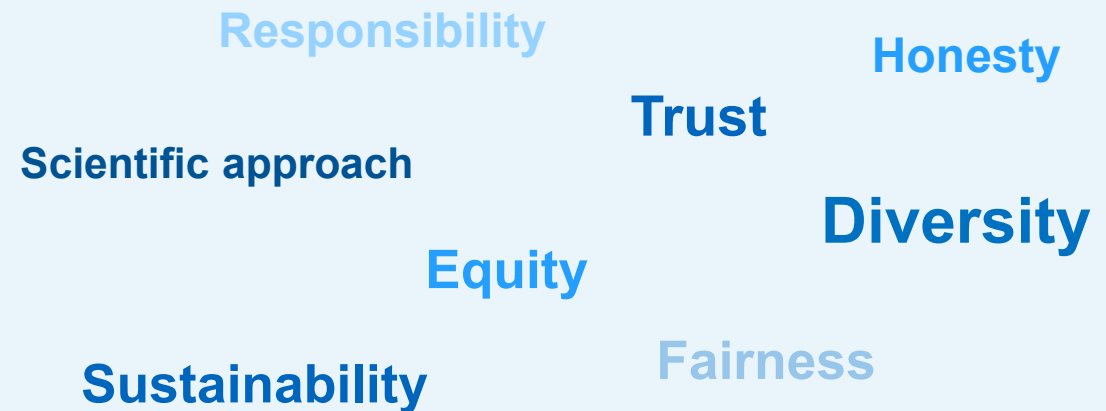 Responsibility
Honesty
Trust
Scientific approach
Diversity
Equity
Fairness
Sustainability